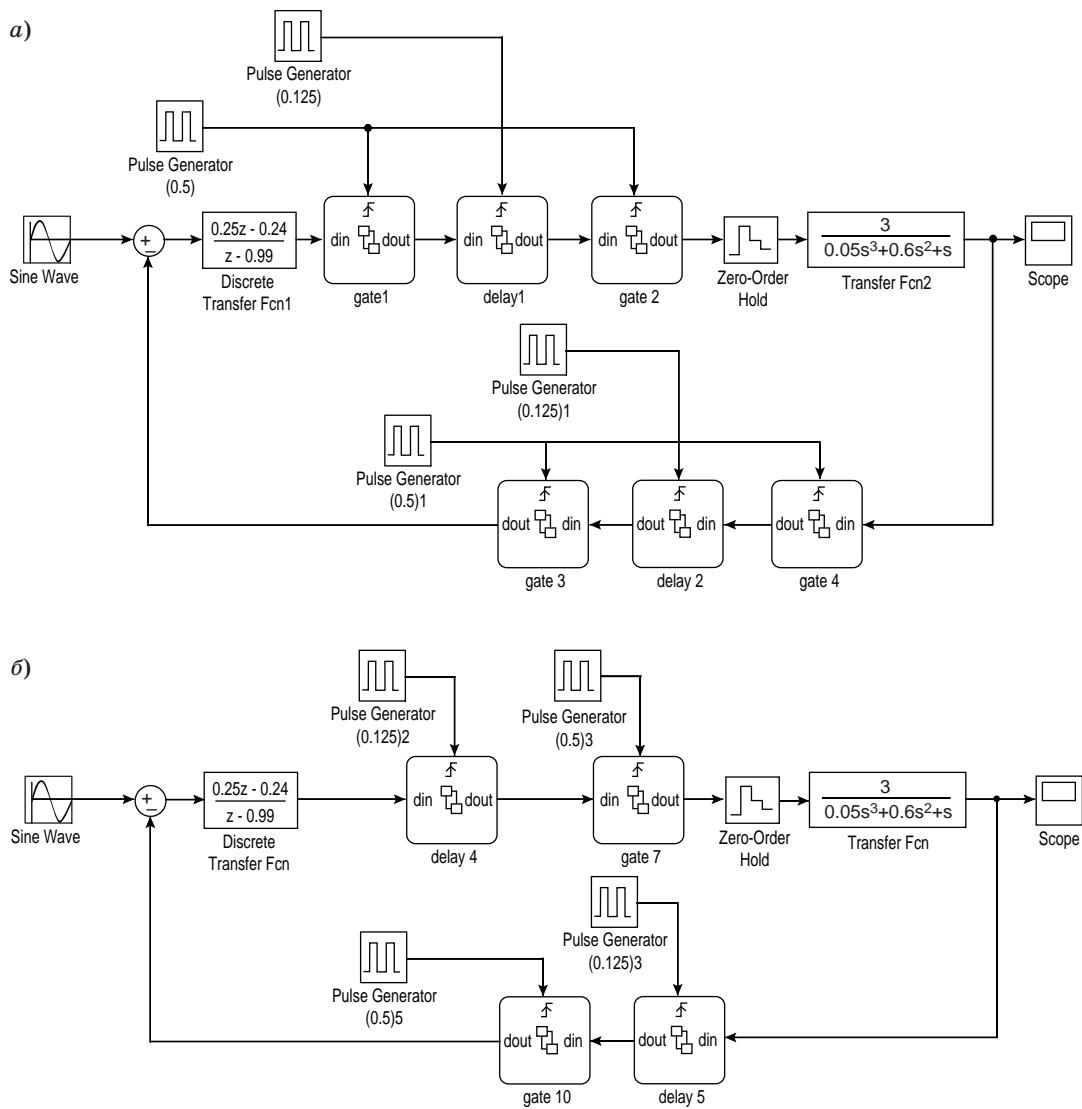 а)
Pulse Generator
(0.125)
Pulse Generator
(0.5)
Sine Wave
+
−
0.25z - 0.24
z - 0.99
Discrete
Transfer Fcn1
din dout
gate1
din dout
delay1
din dout
gate 2
Zero-Order
Hold
3
0.05s³+0.6s²+s
Transfer Fcn2
Scope
Pulse Generator
(0.125)1
Pulse Generator
(0.5)1
dout din
gate 3
dout din
delay 2
dout din
gate 4
б)
Pulse Generator
(0.125)2
Pulse Generator
(0.5)3
Sine Wave
+
−
0.25z - 0.24
z - 0.99
Discrete
Transfer Fcn
din dout
delay 4
din dout
gate 7
Zero-Order
Hold
3
0.05s³+0.6s²+s
Transfer Fcn
Scope
Pulse Generator
(0.125)3
Pulse Generator
(0.5)5
dout din
gate 10
dout din
delay 5